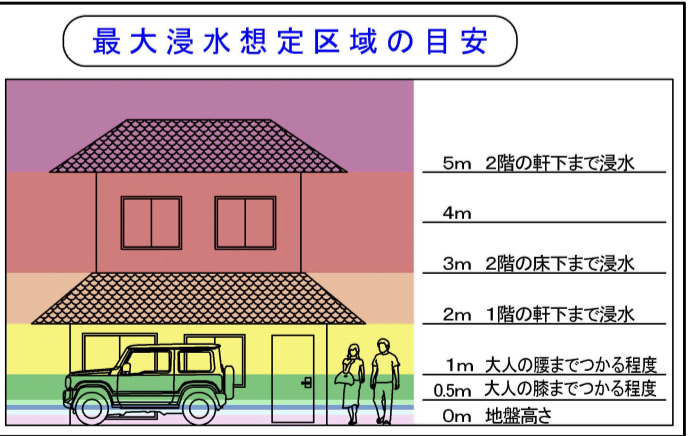 最大浸水想定区域の目安
5m 2階の軒下まで浸水
4m
3m 2階の床下まで浸水
2m 1階の軒下まで浸水
1m 大人の腰までつかる程度
0.5m 大人の膝までつかる程度
0m 地盤高さ